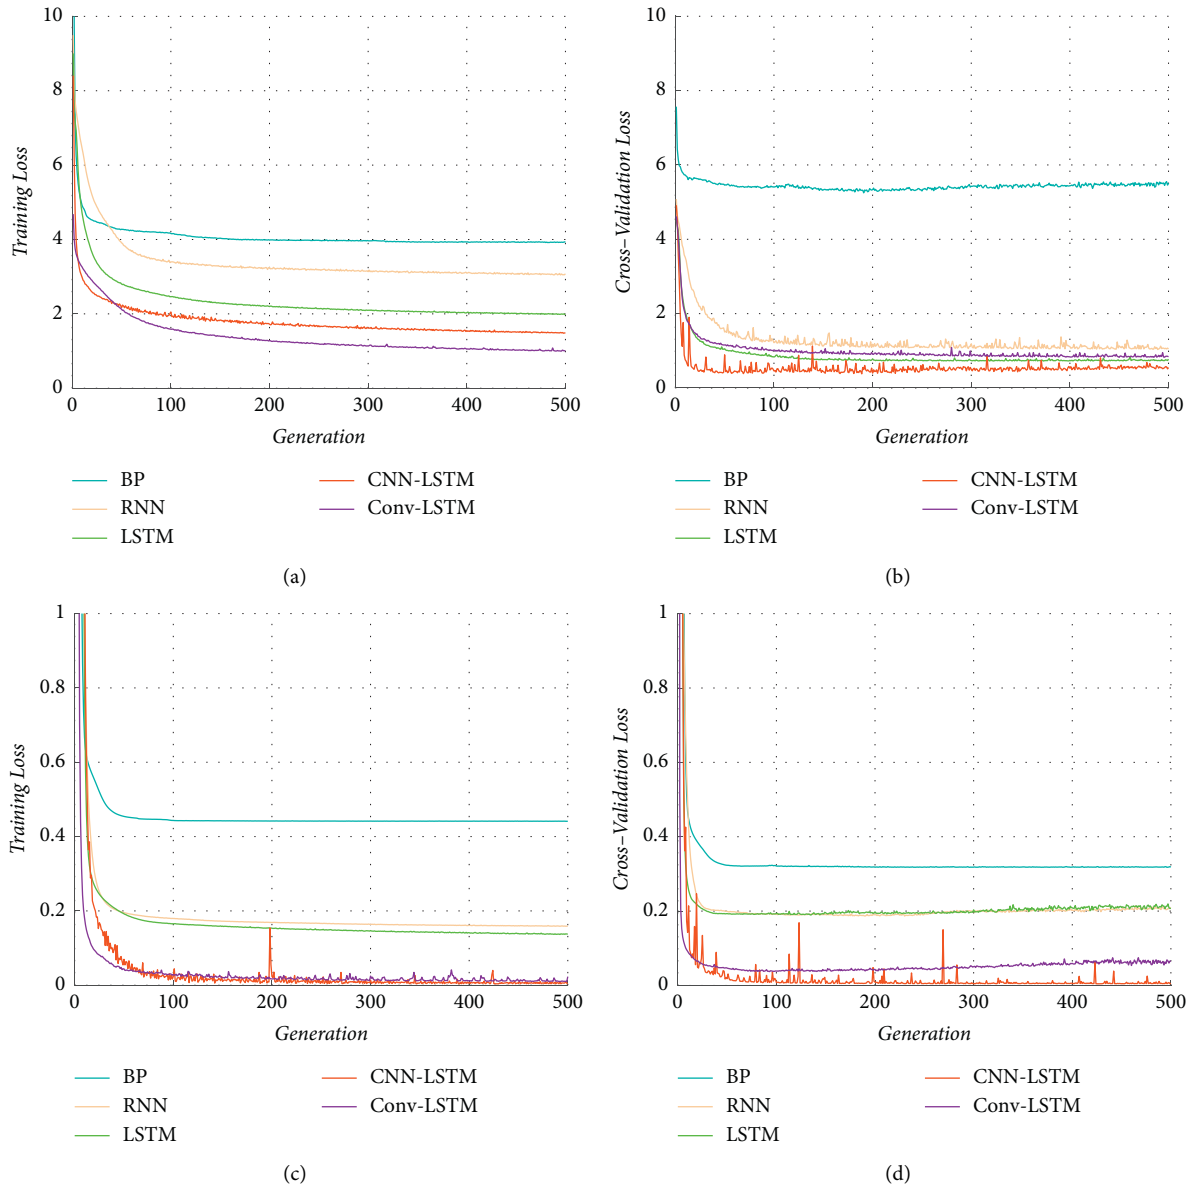 10
8
6
4
2
0
Training Loss
0 100 200 300 400 500
Generation
BP
RNN
LSTM
CNN-LSTM
Conv-LSTM
(a)
10
8
6
4
2
0
Cross-Validation Loss
0 100 200 300 400 500
Generation
BP
RNN
LSTM
CNN-LSTM
Conv-LSTM
(b)
1
0.8
0.6
0.4
0.2
0
Training Loss
0 100 200 300 400 500
Generation
BP
RNN
LSTM
CNN-LSTM
Conv-LSTM
(c)
1
0.8
0.6
0.4
0.2
0
Cross-Validation Loss
0 100 200 300 400 500
Generation
BP
RNN
LSTM
CNN-LSTM
Conv-LSTM
(d)